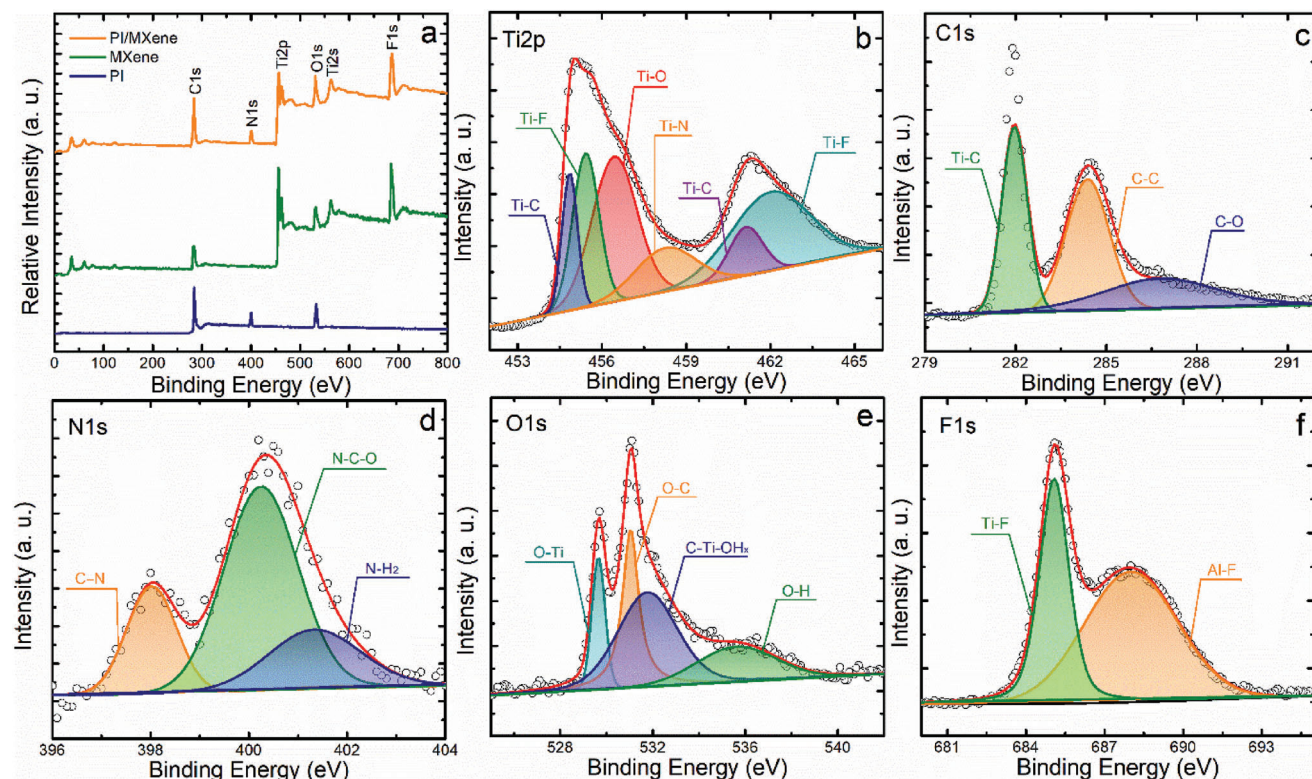 a
PI/MXene
MXene
PI
C1s
N1s
Ti2p
O1s
Ti2s
F1s
Relative Intensity (a. u.)
0 100 200 300 400 500 600 700 800
Binding Energy (eV)
Ti2p
b
Ti-O
Ti-F
Ti-N
Ti-F
Ti-C
Ti-C
Intensity (a. u.)
453 456 459 462 465
Binding Energy (eV)
C1s
c
Ti-C
C-C
C-O
Intensity (a. u.)
279 282 285 288 291
Binding Energy (eV)
N1s
d
N-C-O
C-N
N-H2
Intensity (a. u.)
396 398 400 402 404
Binding Energy (eV)
O1s
e
O-C
O-Ti
C-Ti-OHx
O-H
Intensity (a. u.)
528 532 536 540
Binding Energy (eV)
F1s
f
Ti-F
Al-F
Intensity (a. u.)
681 684 687 690 693
Binding Energy (eV)